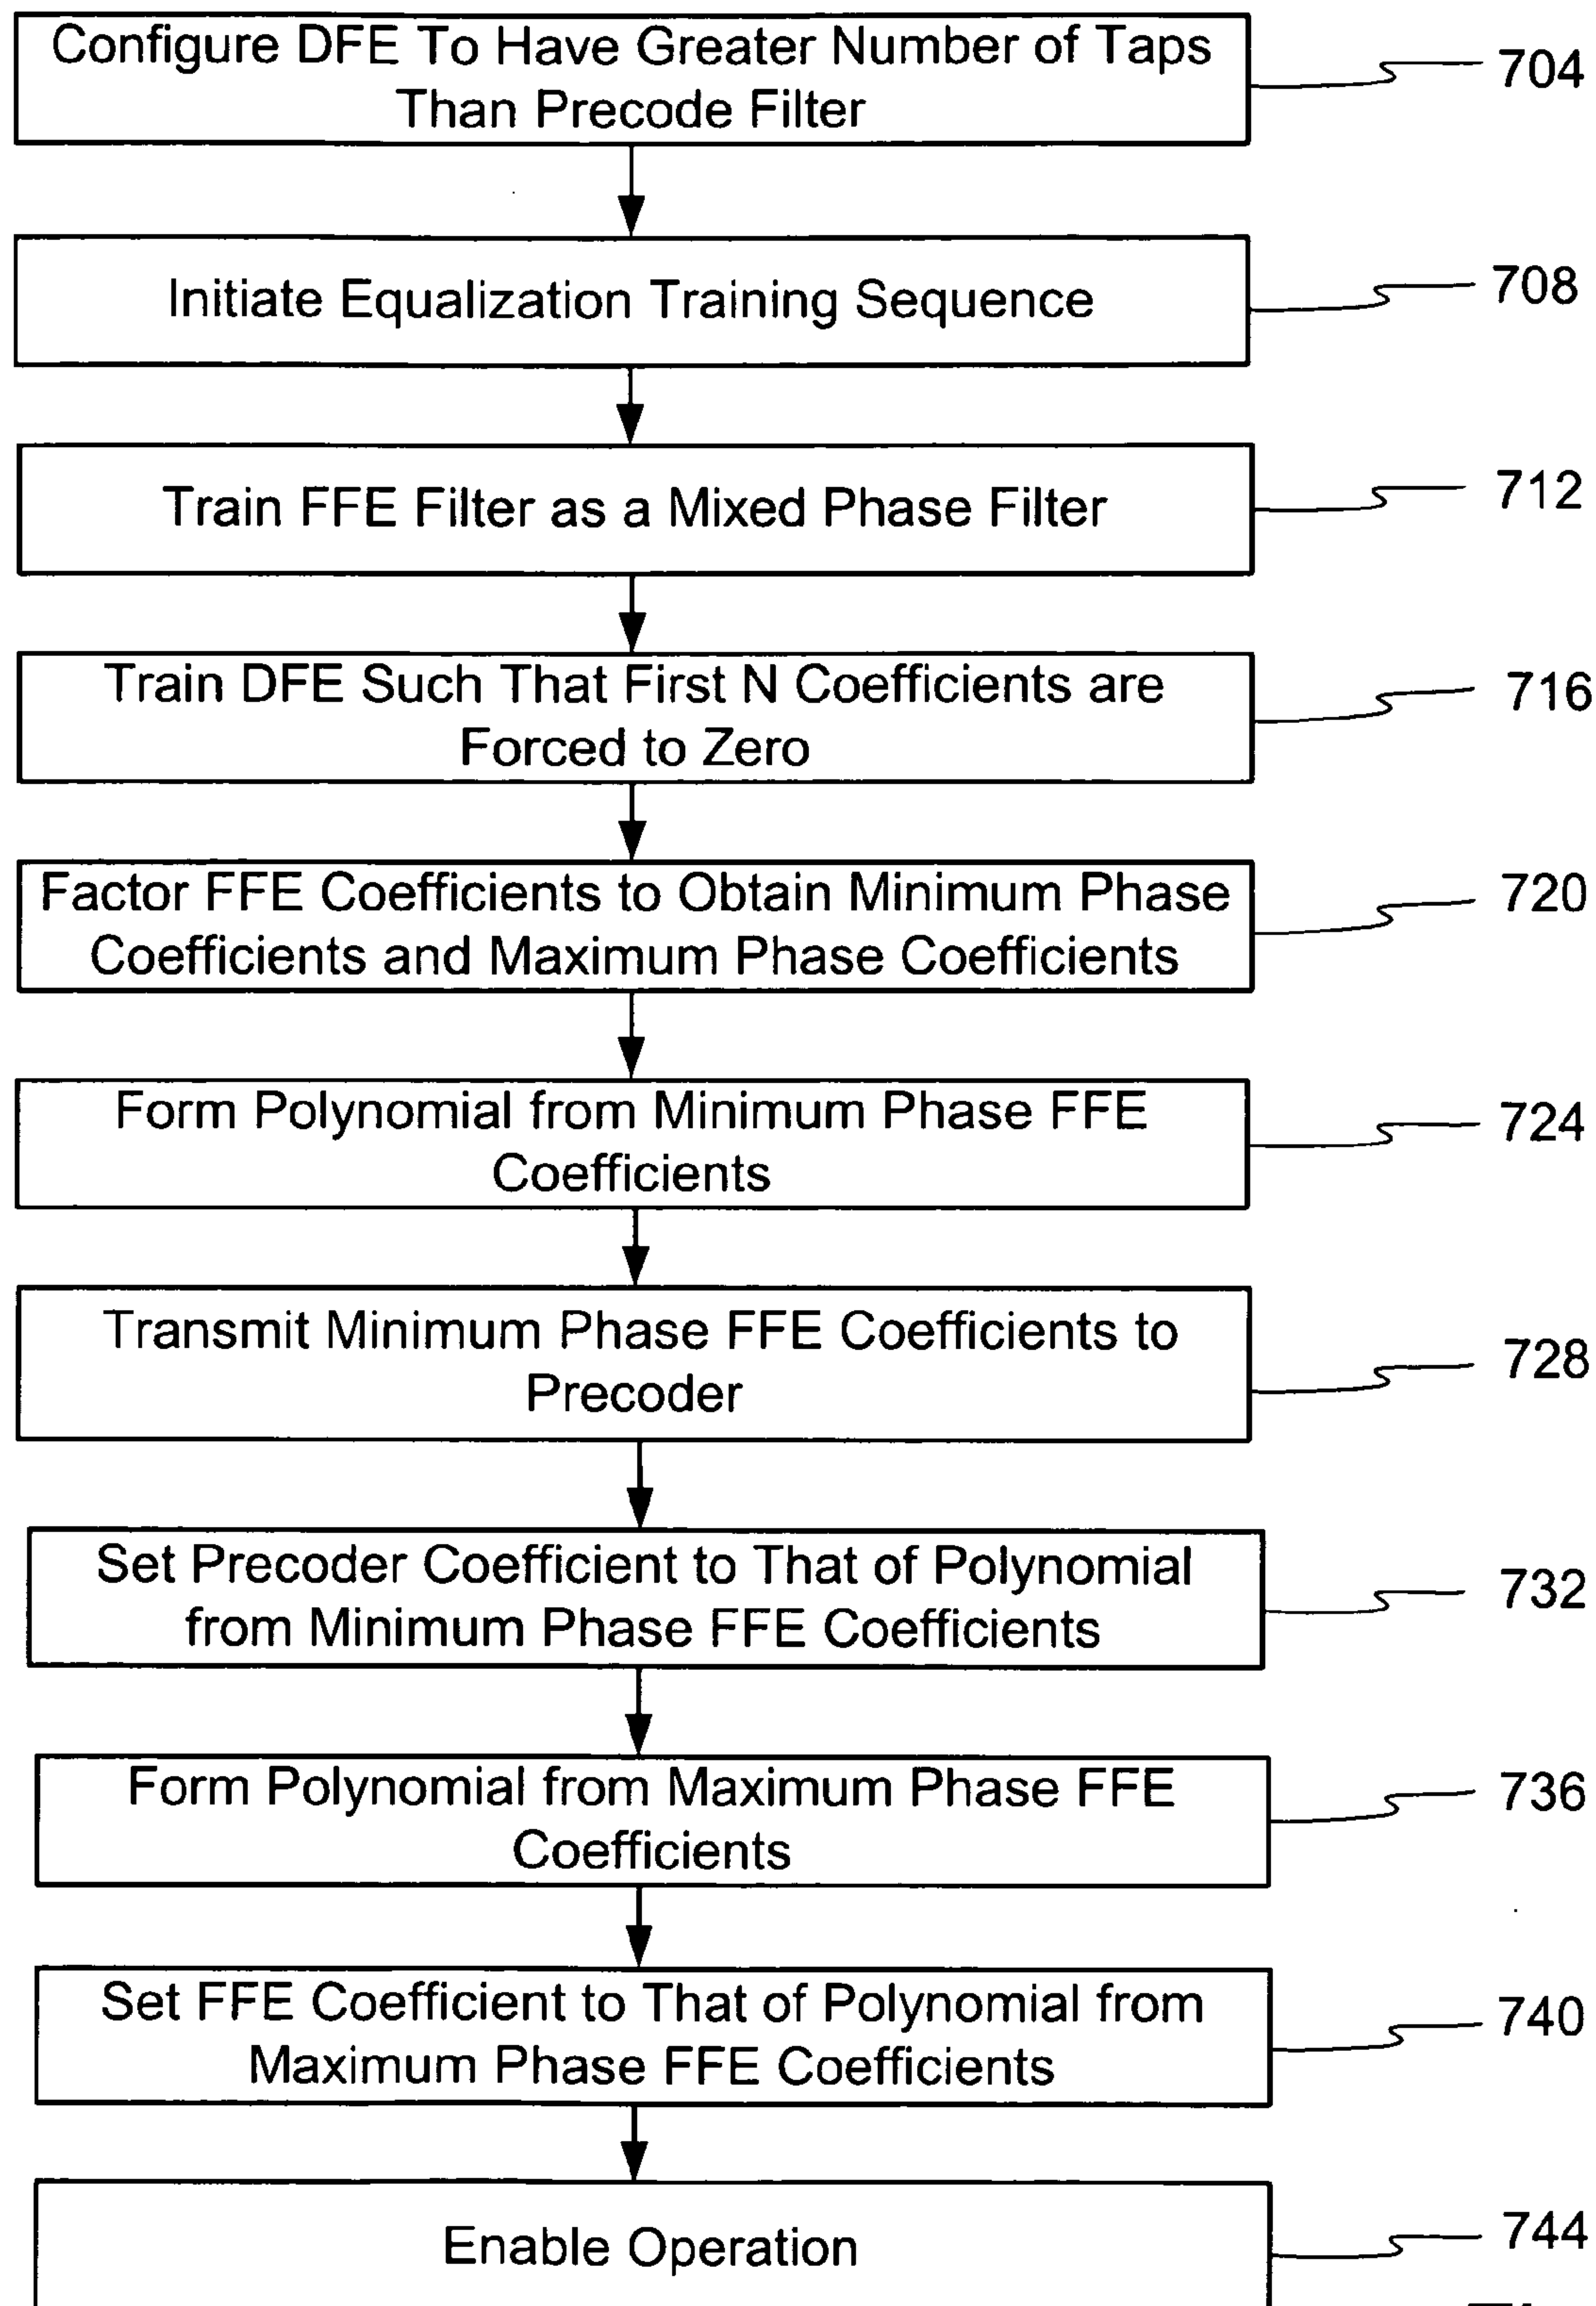 Configure DFE To Have Greater Number of Taps
Than Precode Filter
704
Initiate Equalization Training Sequence
708
Train FFE Filter as a Mixed Phase Filter
712
Train DFE Such That First N Coefficients are
Forced to Zero
716
Factor FFE Coefficients to Obtain Minimum Phase
Coefficients and Maximum Phase Coefficients
720
Form Polynomial from Minimum Phase FFE
Coefficients
724
Transmit Minimum Phase FFE Coefficients to
Precoder
728
Set Precoder Coefficient to That of Polynomial
from Minimum Phase FFE Coefficients
732
Form Polynomial from Maximum Phase FFE
Coefficients
736
Set FFE Coefficient to That of Polynomial from
Maximum Phase FFE Coefficients
740
Enable Operation
744